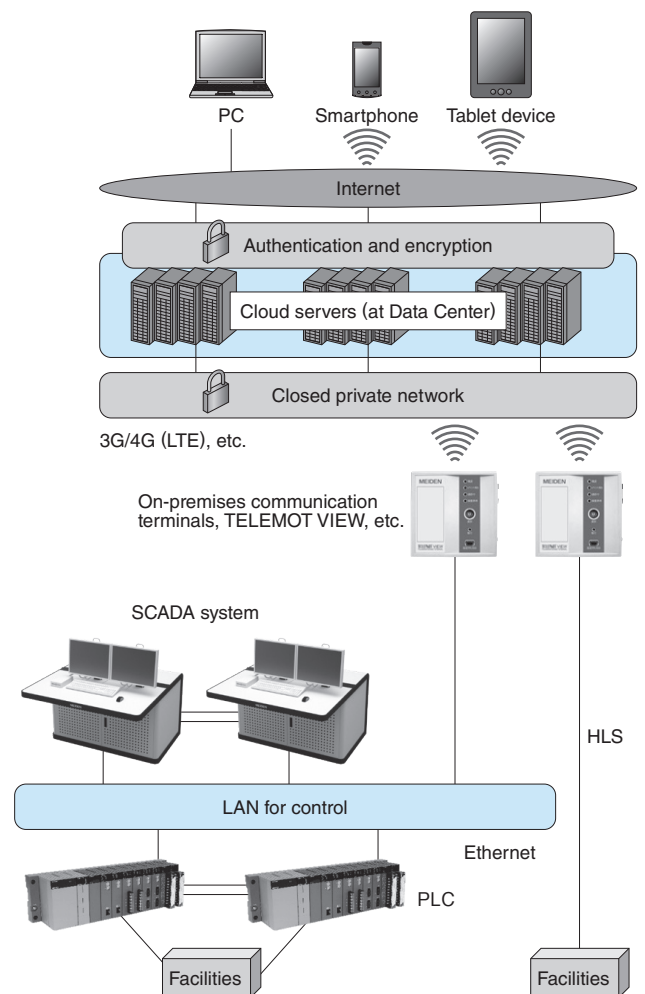 PC
Smartphone
Tablet device
Internet
Authentication and encryption
Cloud servers (at Data Center)
Closed private network
3G/4G (LTE), etc.
MEIDEN
MEIDEN
On-premises communication
terminals, TELEMOT VIEW, etc.
SCADA system
HLS
LAN for control
Ethernet
PLC
Facilities
Facilities